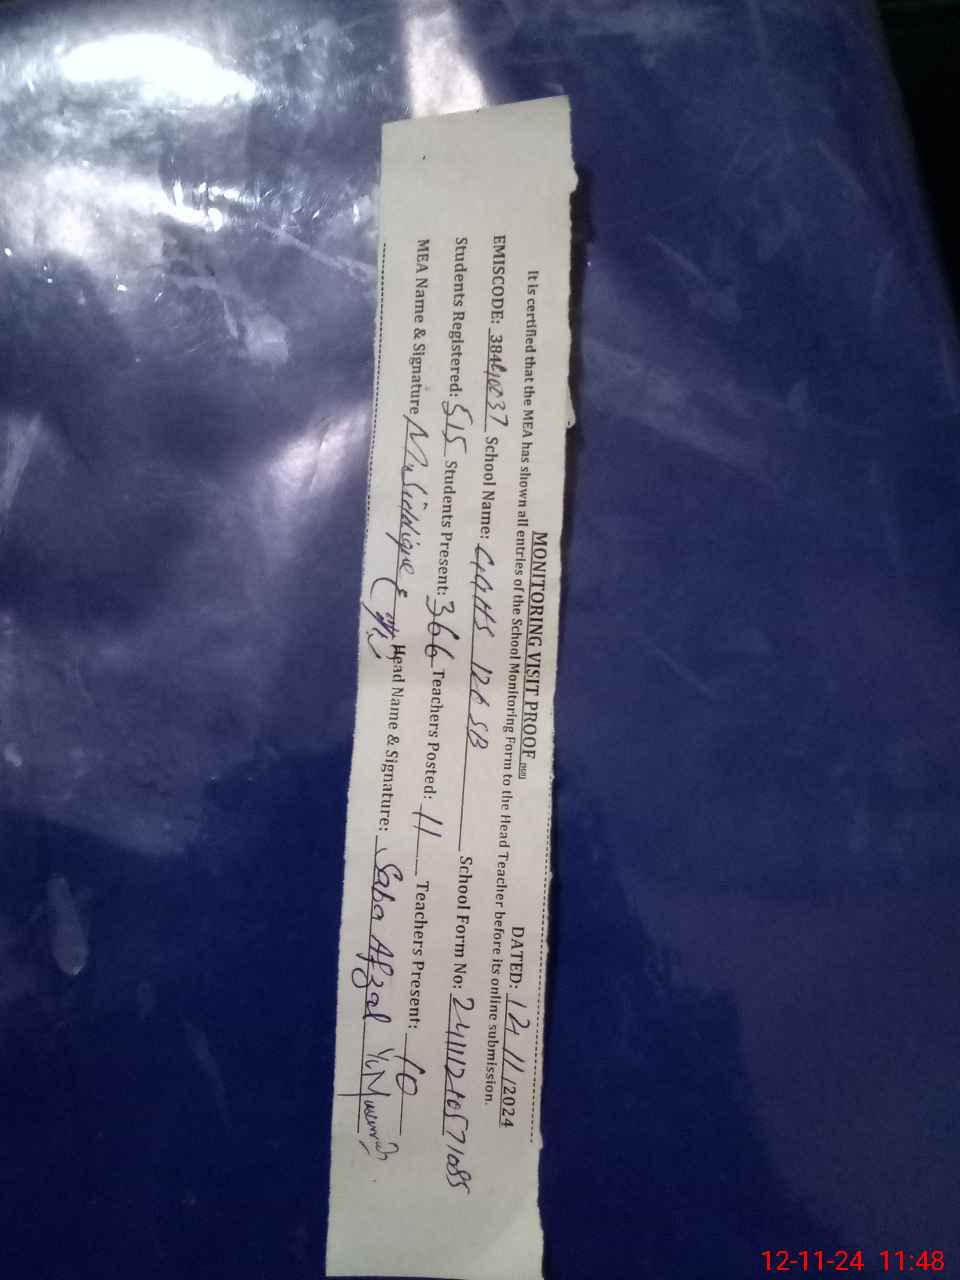 MONITORING VISIT PROOF
DATED: 12/11/2024
It is certified that the MEA has shown all entries of the School Monitoring Form to the Head Teacher before its online submission.
EMISCODE: School Name: GGHS 126 SB School Form No:
Students Registered: 515 Students Present: 366 Teachers Posted: 11 Teachers Present: 10
MEA Name & Signature Head Name & Signature: Saba Afzal
12-11-24 11:48